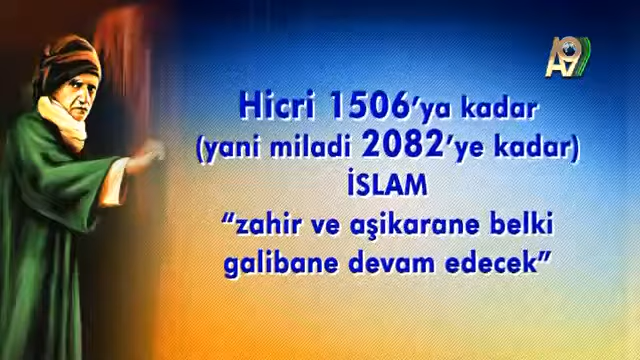 A9
Hicri 1506’ya kadar
(yani miladi 2082’ye kadar)
İSLAM
“zahir ve aşikarane belki
galibane devam edecek”